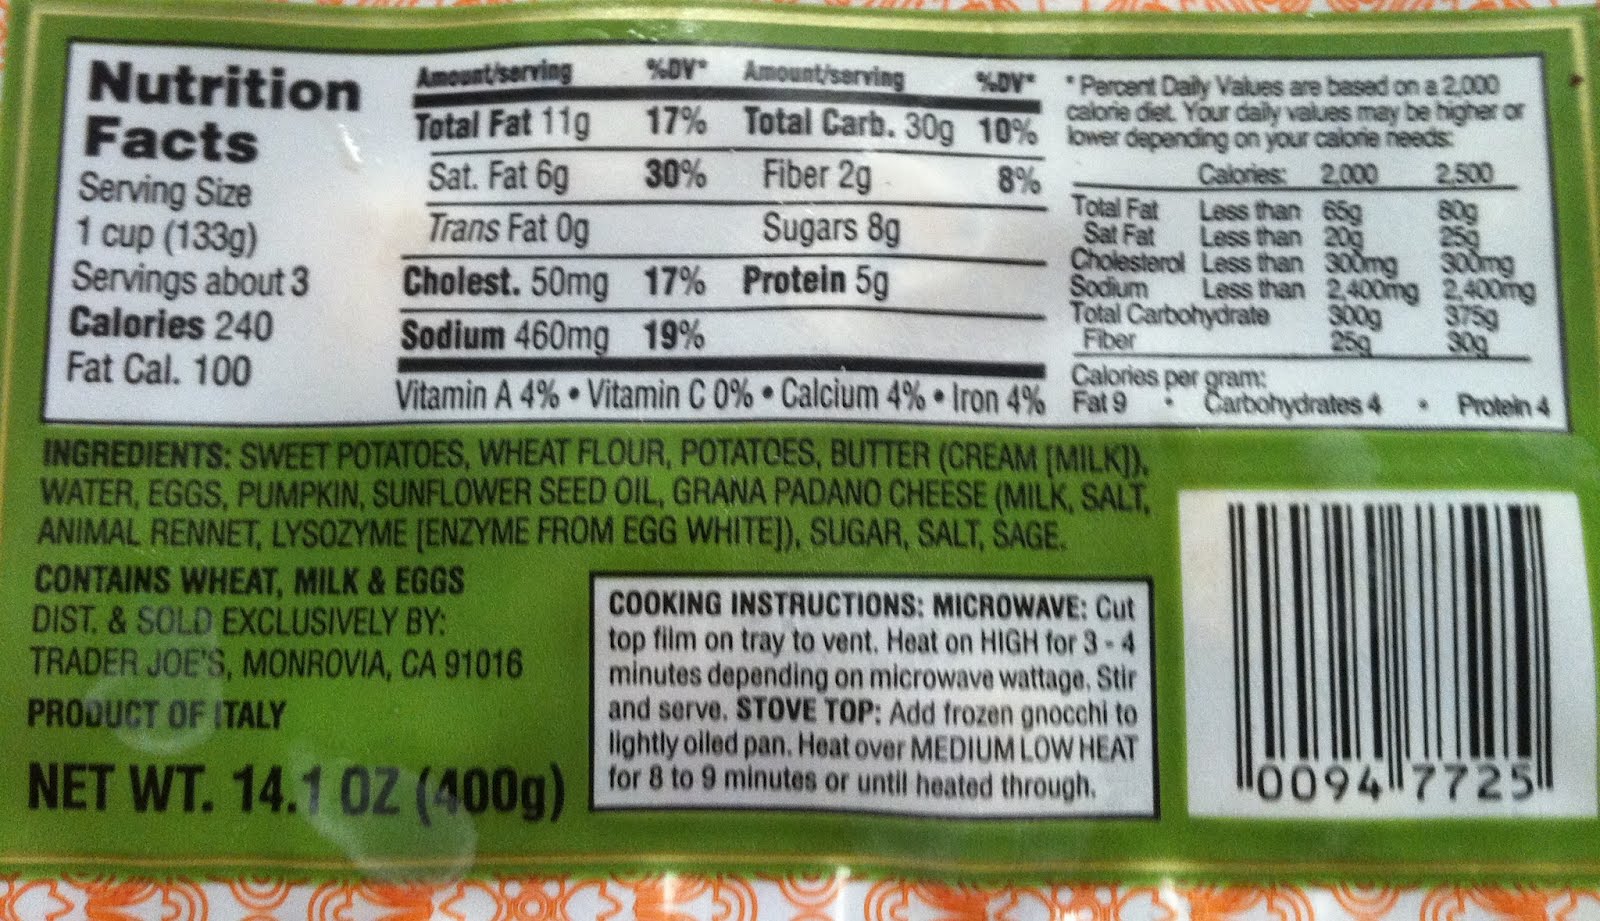 Nutrition
Facts
Serving Size
1 cup (133g)
Servings about 3
Calories 240
Fat Cal. 100
Amount/serving %DV* Amount/serving %DV*
Total Fat 11g 17% Total Carb. 30g 10%
Sat. Fat 6g 30% Fiber 2g 8%
Trans Fat 0g Sugars 8g
Cholest. 50mg 17% Protein 5g
Sodium 460mg 19%
Vitamin A 4% • Vitamin C 0% • Calcium 4% • Iron 4%
* Percent Daily Values are based on a 2,000
calorie diet. Your daily values may be higher or
lower depending on your calorie needs:
Calories: 2,000 2,500
Total Fat Less than 65g 80g
Sat Fat Less than 20g 25g
Cholesterol Less than 300mg 300mg
Sodium Less than 2,400mg 2,400mg
Total Carbohydrate 300g 375g
Fiber 25g 30g
Calories per gram:
Fat 9 • Carbohydrates 4 • Protein 4
INGREDIENTS: SWEET POTATOES, WHEAT FLOUR, POTATOES, BUTTER (CREAM [MILK]),
WATER, EGGS, PUMPKIN, SUNFLOWER SEED OIL, GRANA PADANO CHEESE (MILK, SALT,
ANIMAL RENNET, LYSOZYME [ENZYME FROM EGG WHITE]), SUGAR, SALT, SAGE.
CONTAINS WHEAT, MILK & EGGS
DIST. & SOLD EXCLUSIVELY BY:
TRADER JOE'S, MONROVIA, CA 91016
PRODUCT OF ITALY
NET WT. 14.1 OZ (400g)
COOKING INSTRUCTIONS: MICROWAVE: Cut
top film on tray to vent. Heat on HIGH for 3 - 4
minutes depending on microwave wattage. Stir
and serve. STOVE TOP: Add frozen gnocchi to
lightly oiled pan. Heat over MEDIUM LOW HEAT
for 8 to 9 minutes or until heated through.
0094 7725